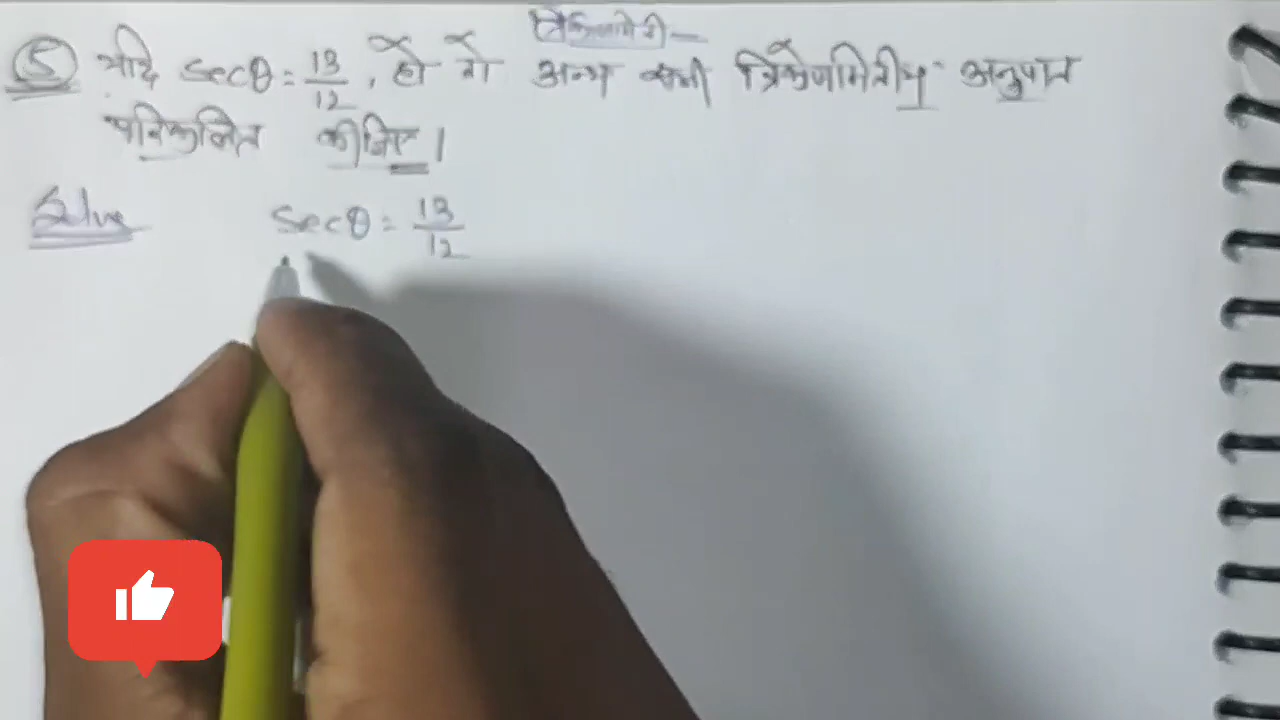 त्रिकोणमिती
⑤ यदि secθ = 13/12, हो तो अन्य सभी त्रिकोणमितीय अनुपात
परिकलित कीजिए।
Solve secθ = 13/12